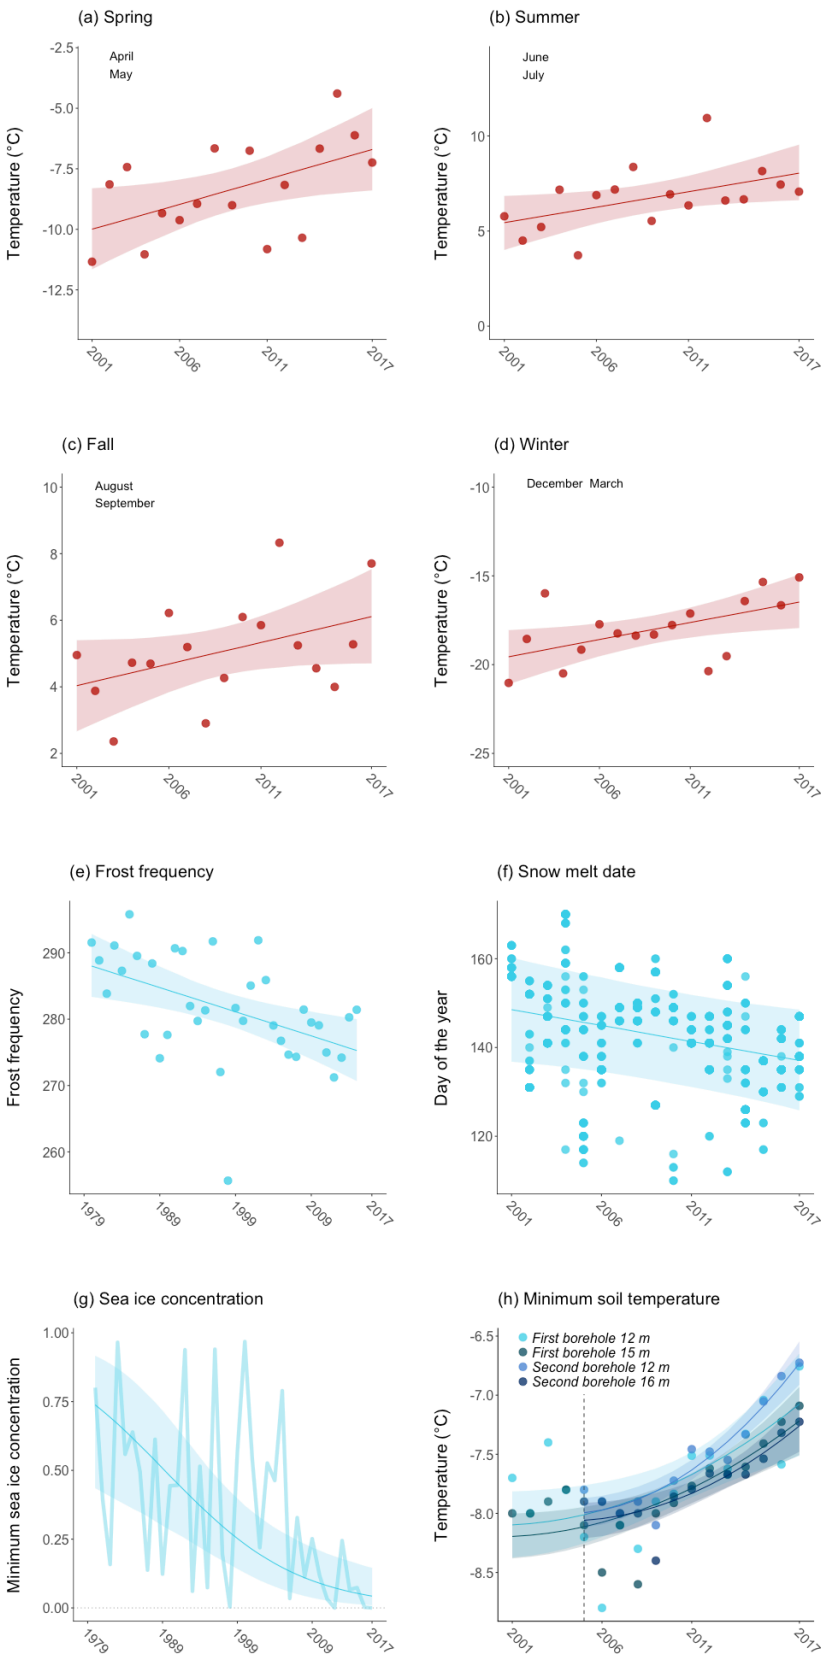 (a) Spring
(b) Summer
-2.5
April
May
-5.0
-7.5
-10.0
-12.5
Temperature (°C)
2001
2006
2011
2017
June
July
10
5
0
Temperature (°C)
2001
2006
2011
2017
(c) Fall
(d) Winter
10
August
September
8
6
4
2
Temperature (°C)
2001
2006
2011
2017
-10
December March
-15
-20
-25
Temperature (°C)
2001
2006
2011
2017
(e) Frost frequency
(f) Snow melt date
290
280
270
260
Frost frequency
1979
1989
1999
2009
2017
160
140
120
Day of the year
2001
2006
2011
2017
(g) Sea ice concentration
(h) Minimum soil temperature
1.00
0.75
0.50
0.25
0.00
Minimum sea ice concentration
1979
1989
1999
2009
2017
-6.5
First borehole 12 m
First borehole 15 m
Second borehole 12 m
Second borehole 16 m
-7.0
-7.5
-8.0
-8.5
Temperature (°C)
2001
2006
2011
2017